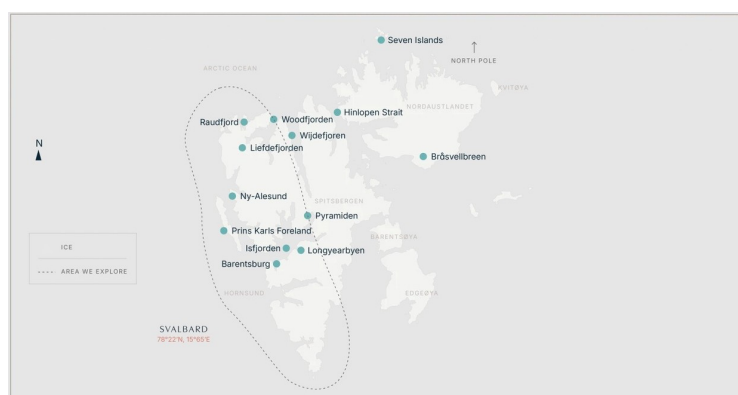 Seven Islands
NORTH POLE
ARCTIC OCEAN
KVITØYA
NORDAUSTLANDET
Hinlopen Strait
Raudfjord
Woodfjorden
Wijdefjoren
N
Liefdefjorden
Bråsvellbreen
Ny-Alesund
SPITSBERGEN
Pyramiden
Prins Karls Foreland
BARENTSØYA
ICE
Isfjorden
Longyearbyen
Barentsburg
AREA WE EXPLORE
HORNSUND
EDGEØYA
SVALBARD
78°22'N, 15°65'E